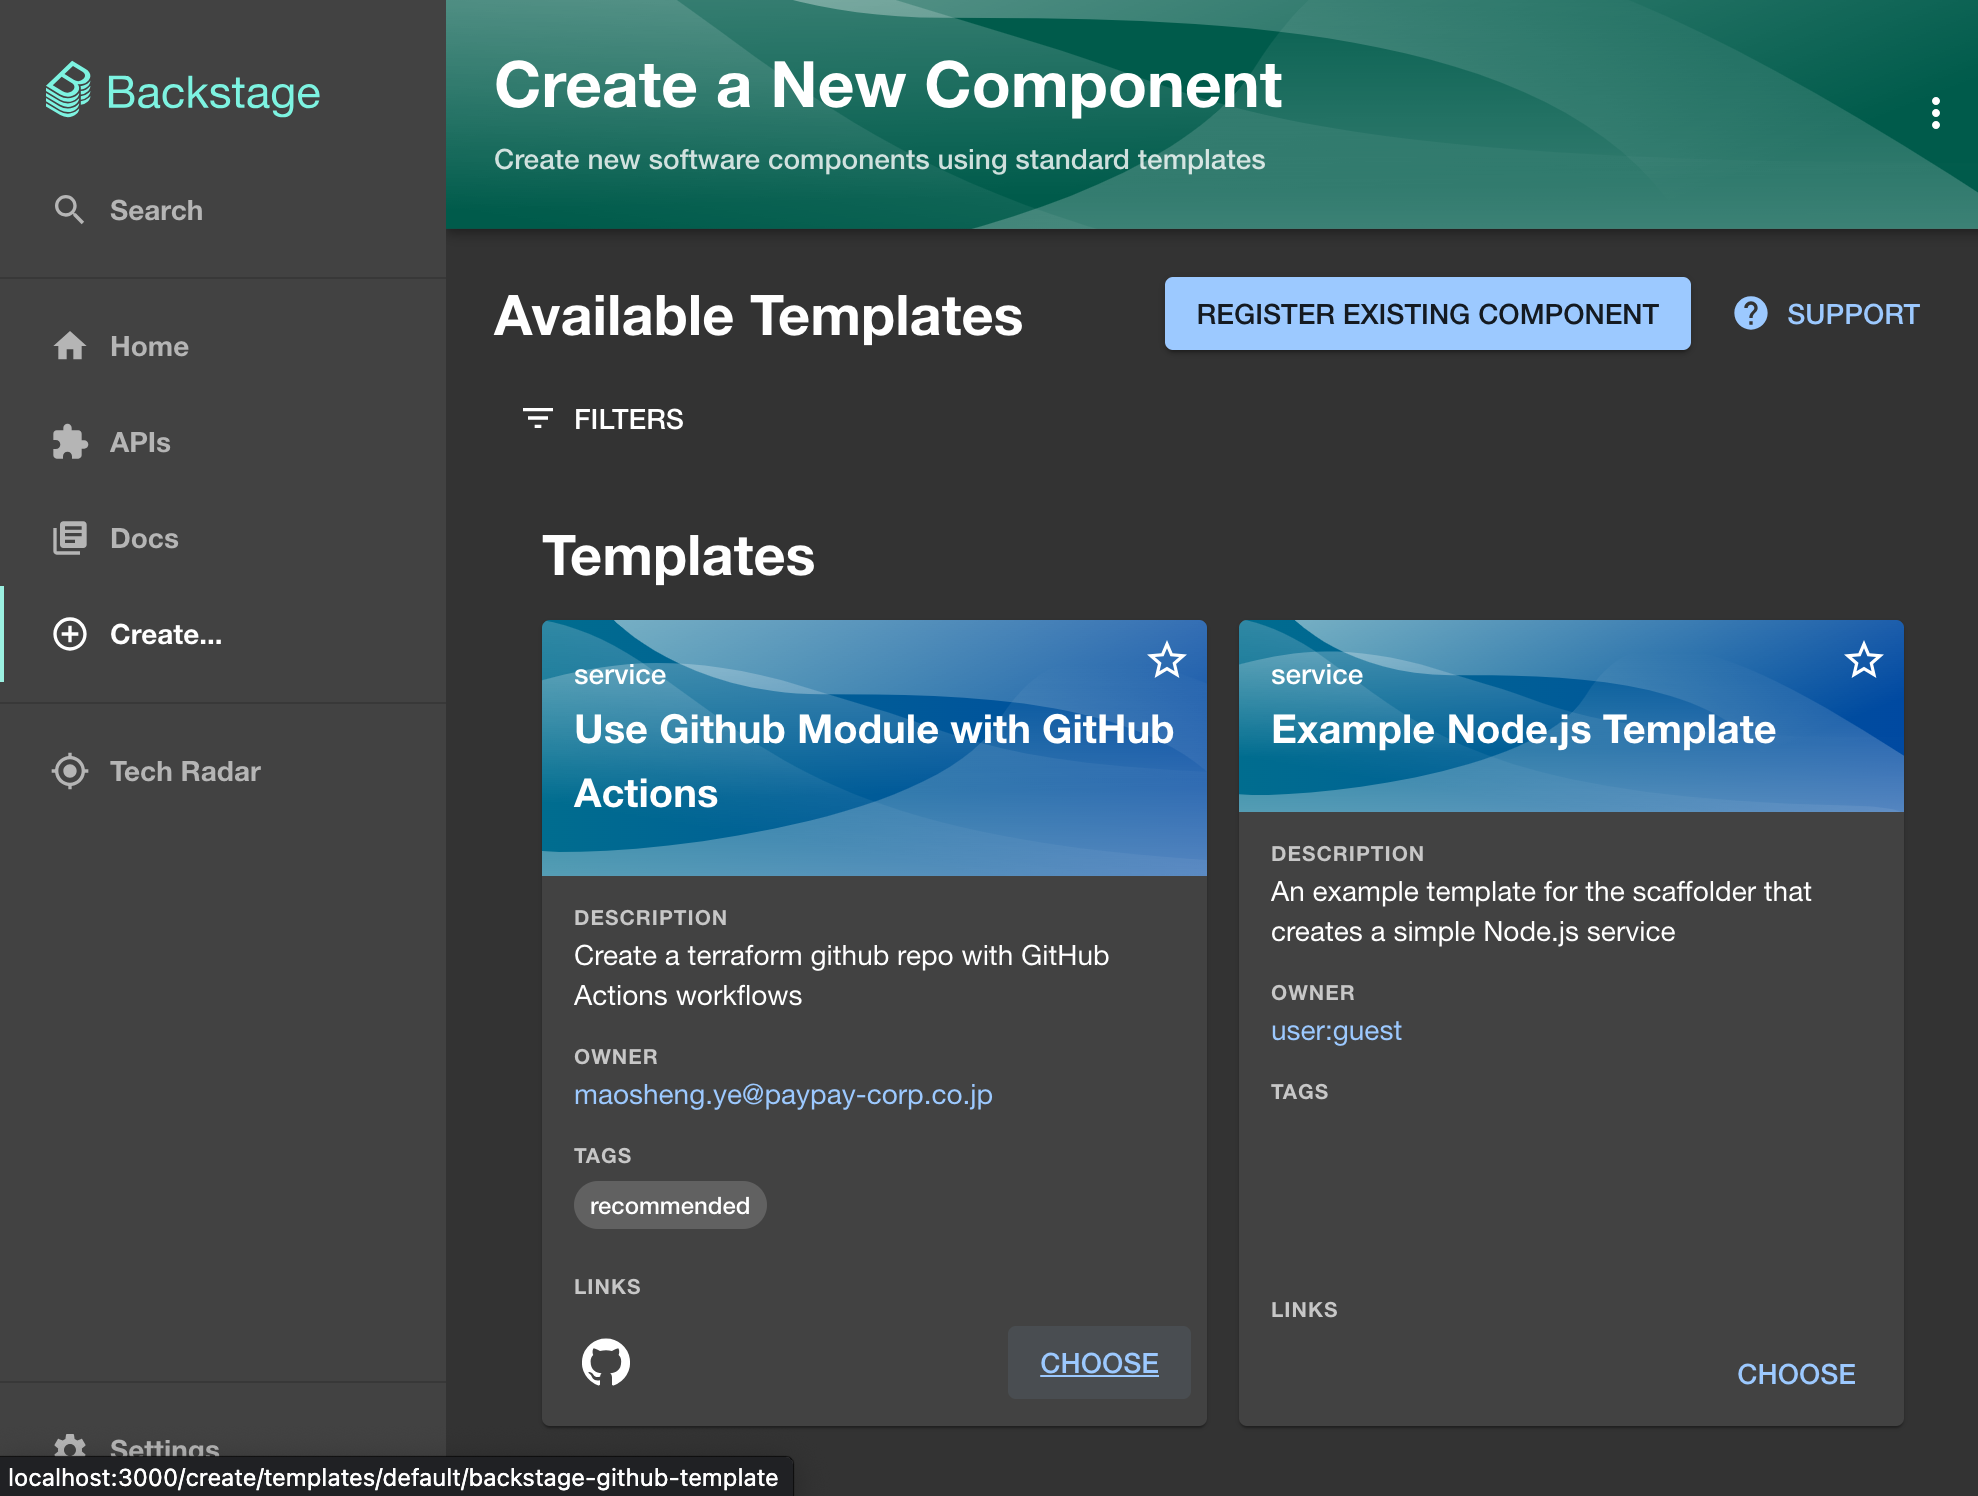 Backstage
Search
Home
APIs
Docs
Create...
Tech Radar
Settings
Create a New Component
Create new software components using standard templates
Available Templates
REGISTER EXISTING COMPONENT
SUPPORT
FILTERS
Templates
service
Use Github Module with GitHub
Actions
DESCRIPTION
Create a terraform github repo with GitHub
Actions workflows
OWNER
maosheng.ye@paypay-corp.co.jp
TAGS
recommended
LINKS
CHOOSE
service
Example Node.js Template
DESCRIPTION
An example template for the scaffolder that
creates a simple Node.js service
OWNER
user:guest
TAGS
LINKS
CHOOSE
localhost:3000/create/templates/default/backstage-github-template